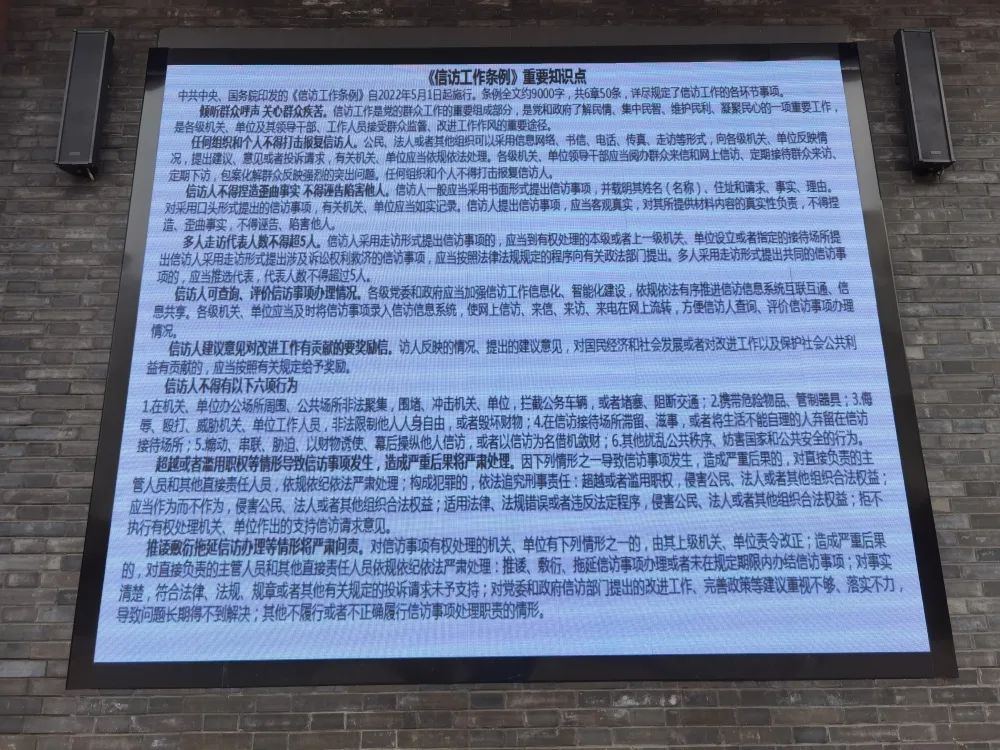 《信访工作条例》重要知识点
中共中央、国务院印发的《信访工作条例》自2022年5月1日起施行。条例全文约9000字，共6章50条，详尽规定了信访工作的各环节事项。
倾听群众呼声 关心群众疾苦。信访工作是党的群众工作的重要组成部分，是党和政府了解民情、集中民智、维护民利、凝聚民心的一项重要工作，
是各级机关、单位及其领导干部、工作人员接受群众监督、改进工作作风的重要途径。
任何组织和个人不得打击报复信访人。公民、法人或者其他组织可以采用信息网络、书信、电话、传真、走访等形式，向各级机关、单位反映情
况，提出建议、意见或者投诉请求，有关机关、单位应当依规依法处理。各级机关、单位领导干部应当阅办群众来信和网上信访、定期接待群众来访、
定期下访，包案化解群众反映强烈的突出问题。任何组织和个人不得打击报复信访人。
信访人不得捏造歪曲事实 不得诬告陷害他人。信访人一般应当采用书面形式提出信访事项，并载明其姓名（名称）、住址和请求、事实、理由。
对采用口头形式提出的信访事项，有关机关、单位应当如实记录。信访人提出信访事项，应当客观真实，对其所提供材料内容的真实性负责，不得捏
造、歪曲事实，不得诬告、陷害他人。
多人走访代表人数不得超5人。信访人采用走访形式提出信访事项的，应当到有权处理的本级或者上一级机关、单位设立或者指定的接待场所提
出信访人采用走访形式提出涉及诉讼权利救济的信访事项，应当按照法律法规规定的程序向有关政法部门提出。多人采用走访形式提出共同的信访事
项的，应当推选代表，代表人数不得超过5人。
信访人可查询、评价信访事项办理情况。各级党委和政府应当加强信访工作信息化、智能化建设，依规依法有序推进信访信息系统互联互通、信
息共享。各级机关、单位应当及时将信访事项录入信访信息系统，使网上信访、来信、来访、来电在网上流转，方便信访人查询、评价信访事项办理
情况。
信访人建议意见对改进工作有贡献的要奖励信。访人反映的情况、提出的建议意见，对国民经济和社会发展或者对改进工作以及保护社会公共利
益有贡献的，应当按照有关规定给予奖励。
信访人不得有以下六项行为
1.在机关、单位办公场所周围、公共场所非法聚集，围堵、冲击机关、单位，拦截公务车辆，或者堵塞、阻断交通；2.携带危险物品、管制器具；3.侮
辱、殴打、威胁机关、单位工作人员，非法限制他人人身自由，或者毁坏财物；4.在信访接待场所滞留、滋事，或者将生活不能自理的人弃留在信访
接待场所；5.煽动、串联、胁迫、以财物诱使、幕后操纵他人信访，或者以信访为名借机敛财；6.其他扰乱公共秩序、妨害国家和公共安全的行为。
超越或者滥用职权等情形导致信访事项发生，造成严重后果将严肃处理。因下列情形之一导致信访事项发生，造成严重后果的，对直接负责的主
管人员和其他直接责任人员，依规依纪依法严肃处理；构成犯罪的，依法追究刑事责任：超越或者滥用职权，侵害公民、法人或者其他组织合法权益；
应当作为而不作为，侵害公民、法人或者其他组织合法权益；适用法律、法规错误或者违反法定程序，侵害公民、法人或者其他组织合法权益；拒不
执行有权处理机关、单位作出的支持信访请求意见。
推诿敷衍拖延信访办理等情形将严肃问责。对信访事项有权处理的机关、单位有下列情形之一的，由其上级机关、单位责令改正；造成严重后果
的，对直接负责的主管人员和其他直接责任人员依规依纪依法严肃处理：推诿、敷衍、拖延信访事项办理或者未在规定期限内办结信访事项；对事实
清楚，符合法律、法规、规章或者其他有关规定的投诉请求未予支持；对党委和政府信访部门提出的改进工作、完善政策等建议重视不够、落实不力，
导致问题长期得不到解决；其他不履行或者不正确履行信访事项处理职责的情形。